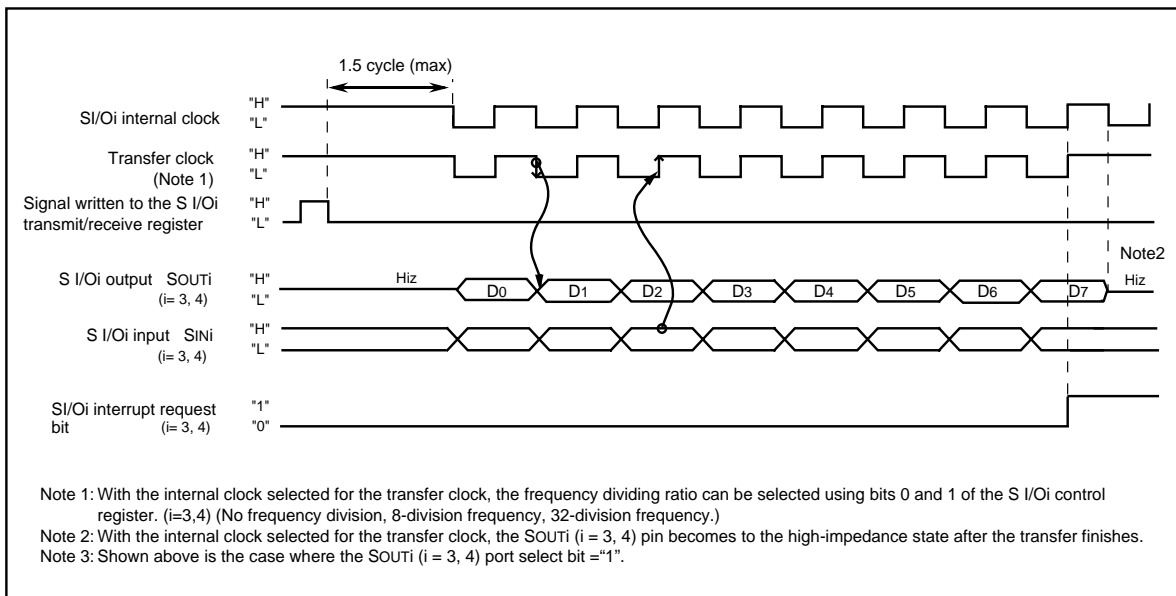 1.5 cycle (max)
SI/Oi internal clock
"H"
"L"
Transfer clock
(Note 1)
"H"
"L"
Signal written to the S I/Oi
transmit/receive register
"H"
"L"
Note2
S I/Oi output SOUTi
(i= 3, 4)
"H"
"L"
Hiz
D0
D1
D2
D3
D4
D5
D6
D7
Hiz
S I/Oi input SINi
(i= 3, 4)
"H"
"L"
SI/Oi interrupt request
bit (i= 3, 4)
"1"
"0"
Note 1: With the internal clock selected for the transfer clock, the frequency dividing ratio can be selected using bits 0 and 1 of the S I/Oi control
register. (i=3,4) (No frequency division, 8-division frequency, 32-division frequency.)
Note 2: With the internal clock selected for the transfer clock, the SOUTi (i = 3, 4) pin becomes to the high-impedance state after the transfer finishes.
Note 3: Shown above is the case where the SOUTi (i = 3, 4) port select bit =“1”.